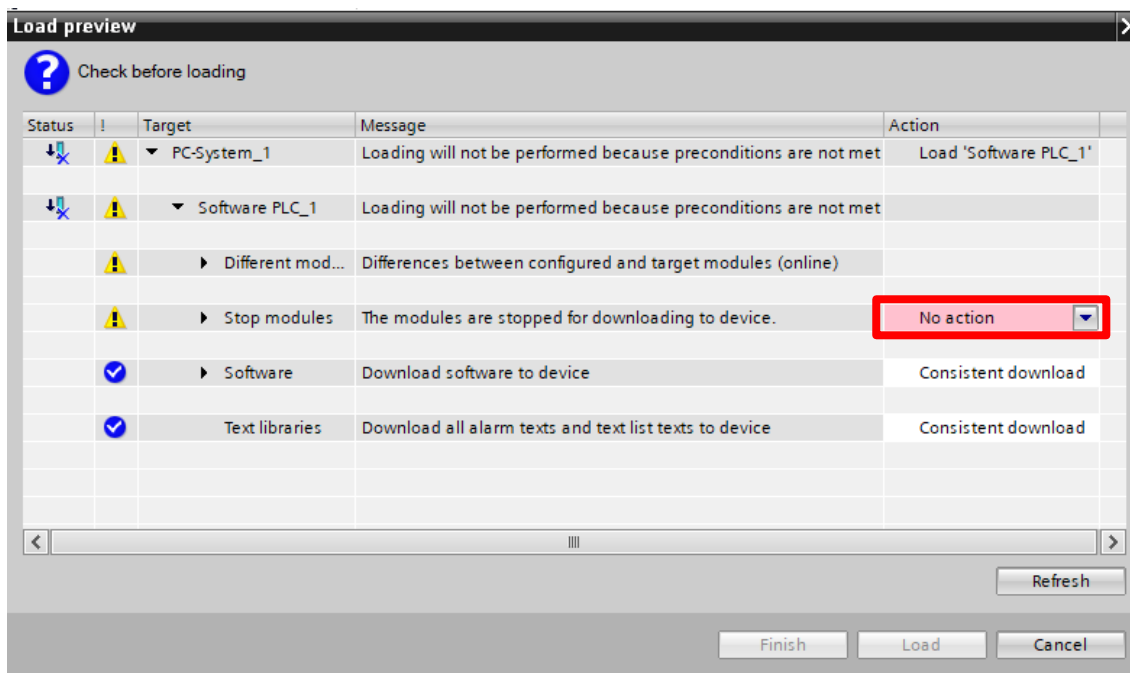 Load preview
Check before loading
Status ! Target Message Action
PC-System_1 Loading will not be performed because preconditions are not met Load 'Software PLC_1'
Software PLC_1 Loading will not be performed because preconditions are not met
Different mod... Differences between configured and target modules (online)
Stop modules The modules are stopped for downloading to device. No action
Software Download software to device Consistent download
Text libraries Download all alarm texts and text list texts to device Consistent download
Refresh
Finish Load Cancel